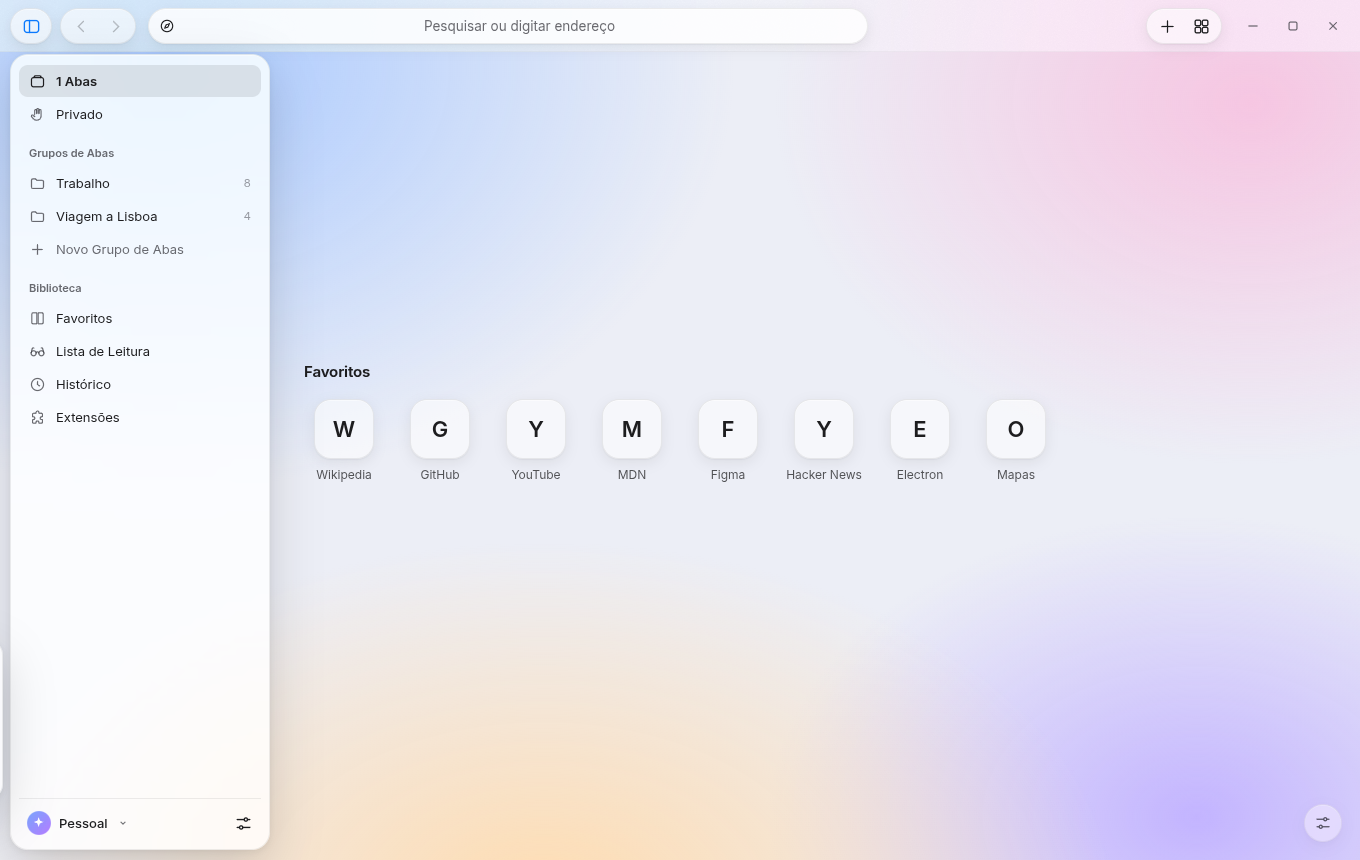 Pesquisar ou digitar endereço
1 Abas
Privado
Grupos de Abas
Trabalho 8
Viagem a Lisboa 4
Novo Grupo de Abas
Biblioteca
Favoritos
Lista de Leitura
Histórico
Extensões
Pessoal
Favoritos
W G Y M F Y E O
Wikipedia GitHub YouTube MDN Figma Hacker News Electron Mapas